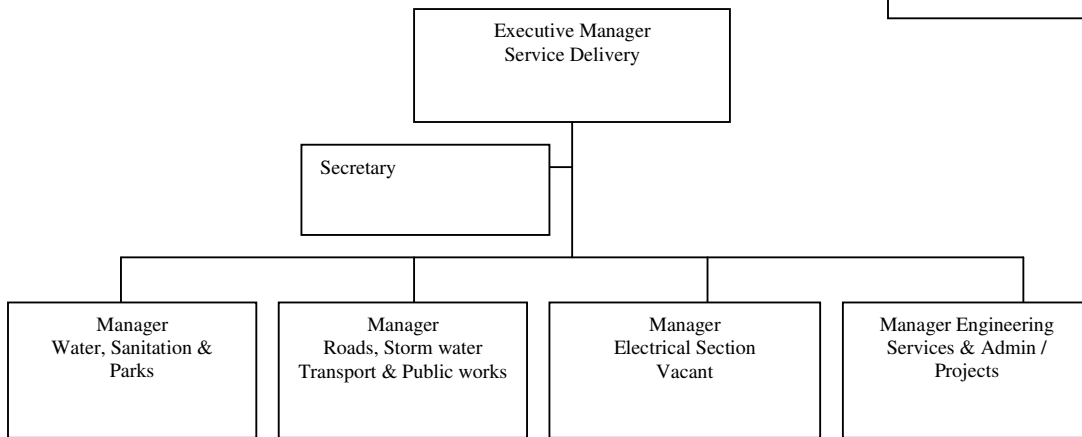 Executive Manager
Service Delivery
Secretary
Manager
Water, Sanitation &
Parks
Manager
Roads, Storm water
Transport & Public works
Manager
Electrical Section
Vacant
Manager Engineering
Services & Admin /
Projects